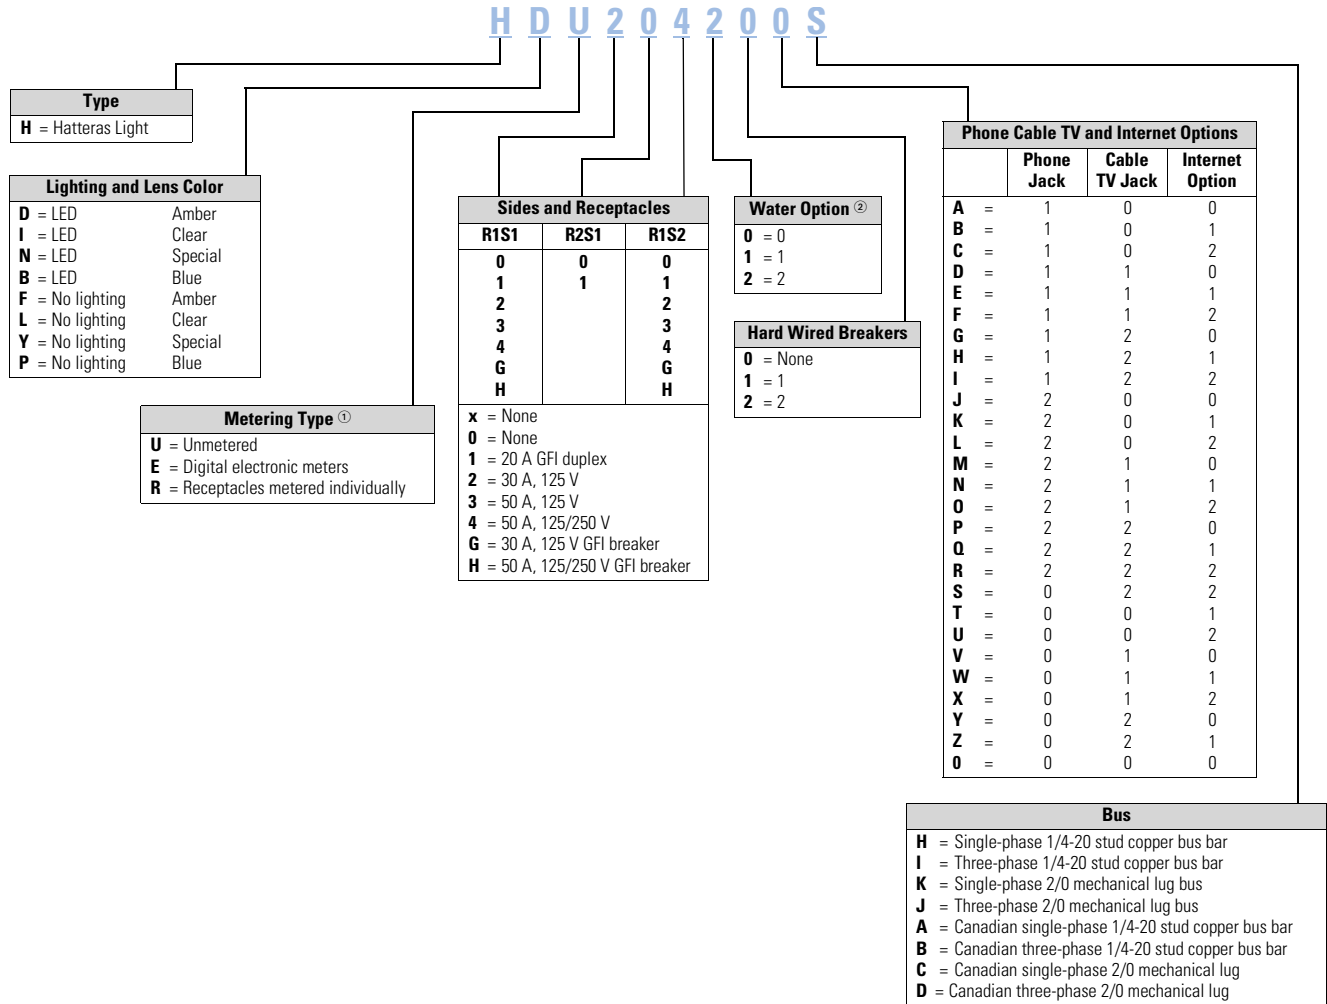 H D U 2 0 4 2 0 0 S
Type
H = Hatteras Light
Lighting and Lens Color
D = LED Amber
I = LED Clear
N = LED Special
B = LED Blue
F = No lighting Amber
L = No lighting Clear
Y = No lighting Special
P = No lighting Blue
Metering Type ①
U = Unmetered
E = Digital electronic meters
R = Receptacles metered individually
Sides and Receptacles
R1S1 R2S1 R1S2
0 0 0
1 1 1
2 2
3 3
4 4
G G
H H
x = None
0 = None
1 = 20 A GFI duplex
2 = 30 A, 125 V
3 = 50 A, 125 V
4 = 50 A, 125/250 V
G = 30 A, 125 V GFI breaker
H = 50 A, 125/250 V GFI breaker
Water Option ②
0 = 0
1 = 1
2 = 2
Hard Wired Breakers
0 = None
1 = 1
2 = 2
Phone Cable TV and Internet Options
Phone Cable Internet
Jack TV Jack Option
A = 1 0 0
B = 1 0 1
C = 1 0 2
D = 1 1 0
E = 1 1 1
F = 1 1 2
G = 1 2 0
H = 1 2 1
I = 1 2 2
J = 2 0 0
K = 2 0 1
L = 2 0 2
M = 2 1 0
N = 2 1 1
O = 2 1 2
P = 2 2 0
Q = 2 2 1
R = 2 2 2
S = 0 2 2
T = 0 0 1
U = 0 0 2
V = 0 1 0
W = 0 1 1
X = 0 1 2
Y = 0 2 0
Z = 0 2 1
0 = 0 0 0
Bus
H = Single-phase 1/4-20 stud copper bus bar
I = Three-phase 1/4-20 stud copper bus bar
K = Single-phase 2/0 mechanical lug bus
J = Three-phase 2/0 mechanical lug bus
A = Canadian single-phase 1/4-20 stud copper bus bar
B = Canadian three-phase 1/4-20 stud copper bus bar
C = Canadian single-phase 2/0 mechanical lug
D = Canadian three-phase 2/0 mechanical lug